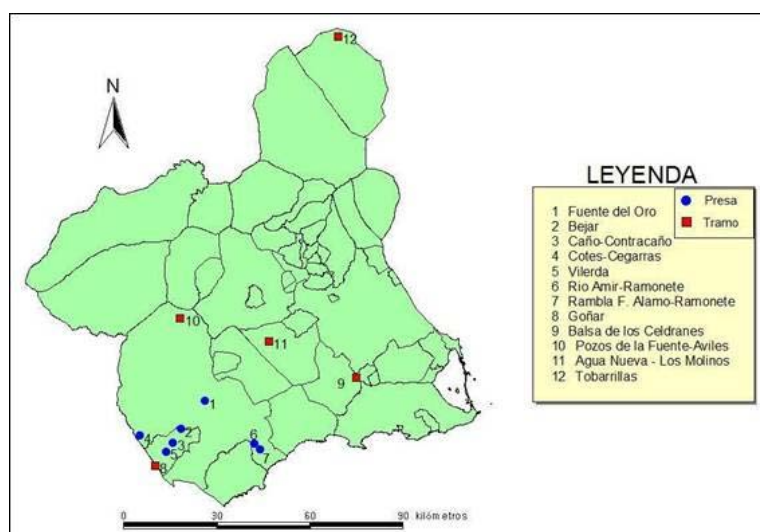 N
12
10
11
9
1
2
3
4
5
6
7
8
0 30 60 90 kilómetros
LEYENDA
Presa
Tramo
1 Fuente del Oro
2 Bejar
3 Caño-Contracaño
4 Cotes-Cegarras
5 Vilerda
6 Rio Amir-Ramonete
7 Rambla F. Alamo-Ramonete
8 Goñar
9 Balsa de los Celdranes
10 Pozos de la Fuente-Aviles
11 Agua Nueva - Los Molinos
12 Tobarrillas